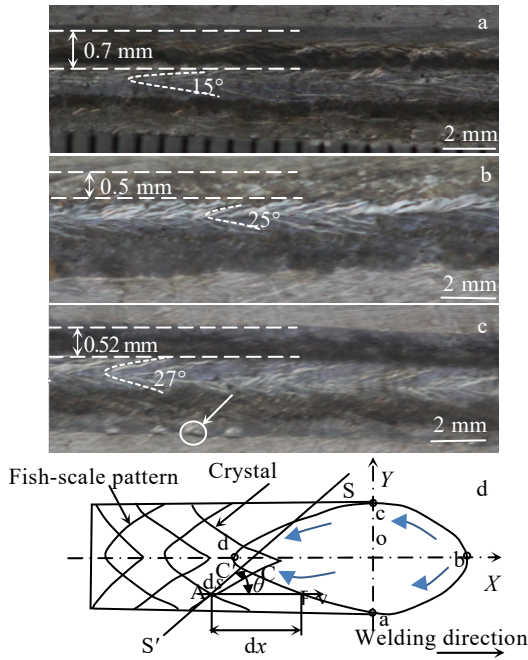 a
0.7 mm
15°
2 mm
b
0.5 mm
25°
2 mm
c
0.52 mm
27°
2 mm
Fish-scale pattern
Crystal
S
Y
d
c
o
d
b
X
C'
C
A
ds
θ
v
S'
a
dx
Welding direction